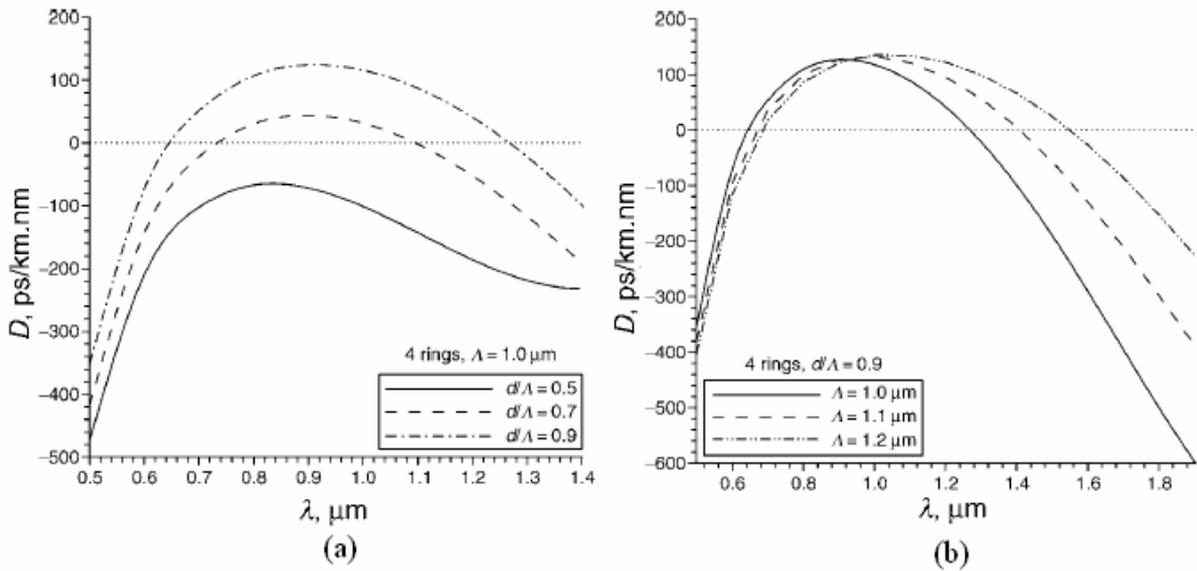 200
100
0
–100
–200
–300
–400
–500
D, ps/km.nm
4 rings, Λ = 1.0 μm
d/Λ = 0.5
d/Λ = 0.7
d/Λ = 0.9
0.5 0.6 0.7 0.8 0.9 1.0 1.1 1.2 1.3 1.4
λ, μm
(a)
200
100
0
–100
–200
–300
–400
–500
–600
D, ps/km.nm
4 rings, d/Λ = 0.9
Λ = 1.0 μm
Λ = 1.1 μm
Λ = 1.2 μm
0.6 0.8 1.0 1.2 1.4 1.6 1.8
λ, μm
(b)